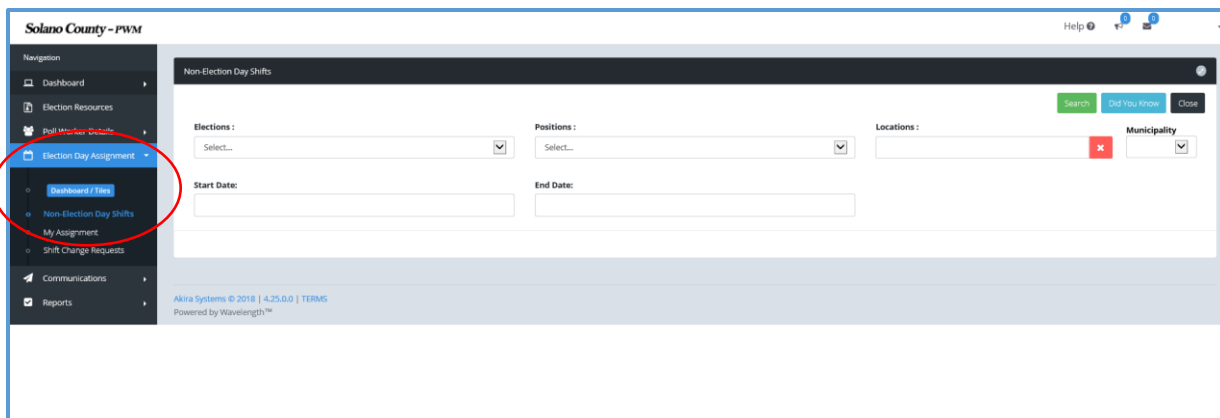 Solano County - PWM
Help
0
0
Navigation
Dashboard
Election Resources
Poll Worker Details
Election Day Assignment
Dashboard / Tiles
Non-Election Day Shifts
My Assignment
Shift Change Requests
Communications
Reports
Non-Election Day Shifts
Search
Did You Know
Close
Elections :
Positions :
Locations :
Municipality
Select...
Select...
Start Date:
End Date:
Akira Systems © 2018 | 4.25.0.0 | TERMS
Powered by Wavelength™